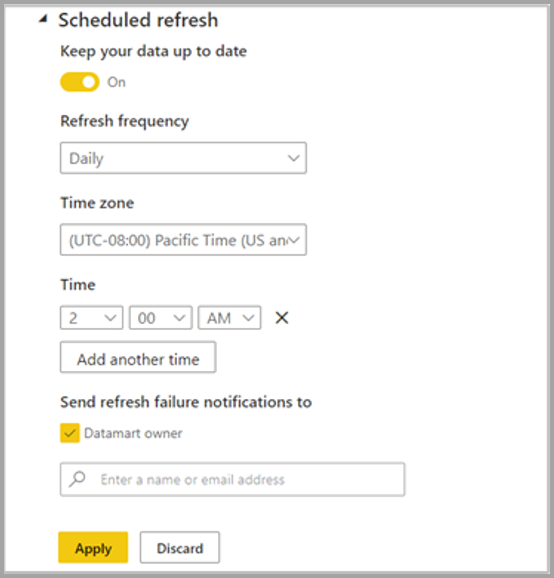 Scheduled refresh
Keep your data up to date
On
Refresh frequency
Daily
Time zone
(UTC-08:00) Pacific Time (US an
Time
2 00 AM
Add another time
Send refresh failure notifications to
Datamart owner
Enter a name or email address
Apply Discard